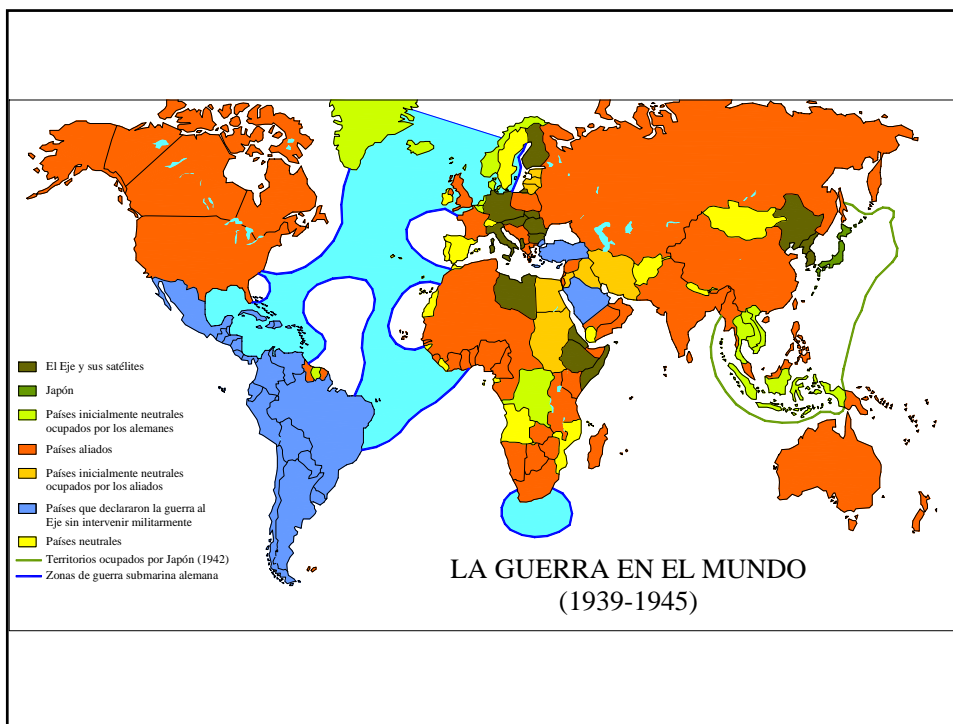 El Eje y sus satélites
Japón
Países inicialmente neutrales
ocupados por los alemanes
Países aliados
Países inicialmente neutrales
ocupados por los aliados
Países que declararon la guerra al
Eje sin intervenir militarmente
Países neutrales
Territorios ocupados por Japón (1942)
Zonas de guerra submarina alemana
LA GUERRA EN EL MUNDO
(1939-1945)